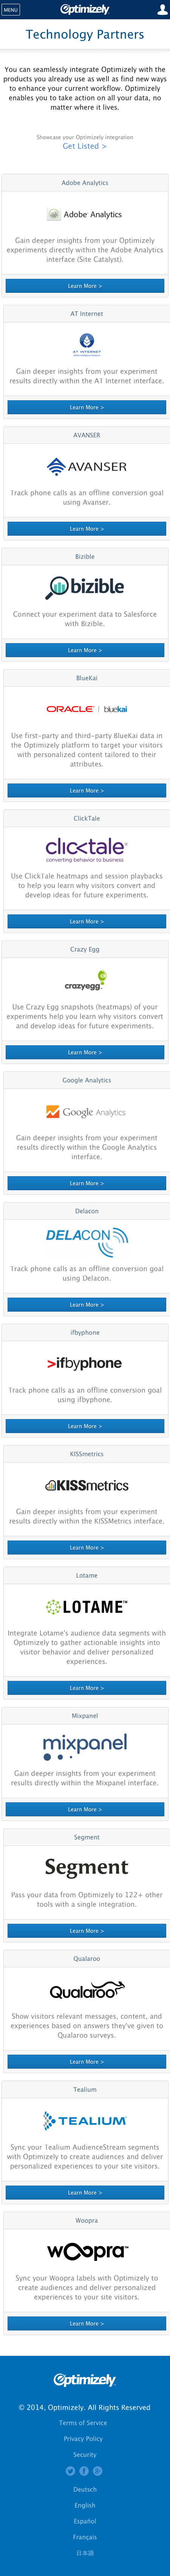 MENU
Optimizely
Technology Partners
You can seamlessly integrate Optimizely with the
products you already use as well as find new ways
to enhance your current workflow. Optimizely
enables you to take action on all your data, no
matter where it lives.
Showcase your Optimizely integration
Get Listed >
Adobe Analytics
Adobe Analytics
Gain deeper insights from your Optimizely
experiments directly within the Adobe Analytics
interface (Site Catalyst).
Learn More >
AT Internet
AT INTERNET
Gain deeper insights from your experiment
results directly within the AT Internet interface.
Learn More >
AVANSER
AVANSER
Track phone calls as an offline conversion goal
using Avanser.
Learn More >
Bizible
bizible
Connect your experiment data to Salesforce
with Bizible.
Learn More >
BlueKai
ORACLE | bluekai
Use first-party and third-party BlueKai data in
the Optimizely platform to target your visitors
with personalized content tailored to their
attributes.
Learn More >
ClickTale
clicktale
converting behavior to business
Use ClickTale heatmaps and session playbacks
to help you learn why visitors convert and
develop ideas for future experiments.
Learn More >
Crazy Egg
crazyegg
Use Crazy Egg snapshots (heatmaps) of your
experiments help you learn why visitors convert
and develop ideas for future experiments.
Learn More >
Google Analytics
Google Analytics
Gain deeper insights from your experiment
results directly within the Google Analytics
interface.
Learn More >
Delacon
DELACON
Track phone calls as an offline conversion goal
using Delacon.
Learn More >
ifbyphone
>ifbyphone
Track phone calls as an offline conversion goal
using ifbyphone.
Learn More >
KISSmetrics
KISSmetrics
Gain deeper insights from your experiment
results directly within the KISSMetrics interface.
Learn More >
Lotame
LOTAME™
Integrate Lotame's audience data segments with
Optimizely to gather actionable insights into
visitor behavior and deliver personalized
experiences.
Learn More >
Mixpanel
mixpanel
Gain deeper insights from your experiment
results directly within the Mixpanel interface.
Learn More >
Segment
Segment
Pass your data from Optimizely to 122+ other
tools with a single integration.
Learn More >
Qualaroo
Qualaroo
Show visitors relevant messages, content, and
experiences based on answers they've given to
Qualaroo surveys.
Learn More >
Tealium
TEALIUM
Sync your Tealium AudienceStream segments
with Optimizely to create audiences and deliver
personalized experiences to your site visitors.
Learn More >
Woopra
woopra™
Sync your Woopra labels with Optimizely to
create audiences and deliver personalized
experiences to your site visitors.
Learn More >
Optimizely
© 2014, Optimizely. All Rights Reserved
Terms of Service
Privacy Policy
Security
Deutsch
English
Español
Français
日本語